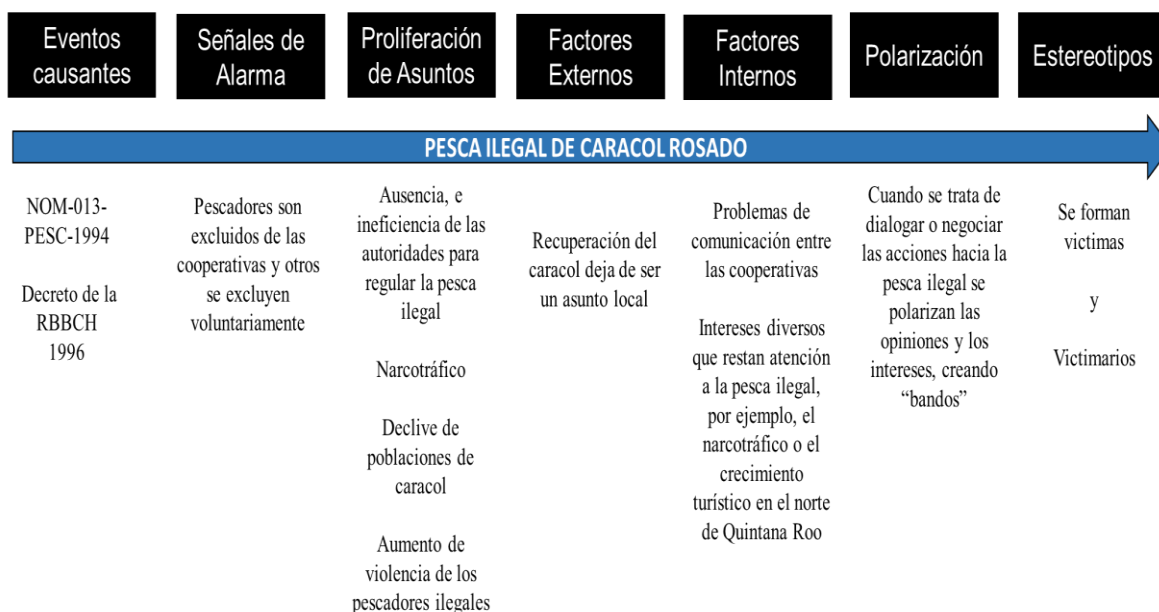 Eventos
causantes
Señales de
Alarma
Proliferación
de Asuntos
Factores
Externos
Factores
Internos
Polarización
Estereotipos
PESCA ILEGAL DE CARACOL ROSADO
NOM-013-
PESC-1994
Decreto de la
RBBCH
1996
Pescadores son
excluidos de las
cooperativas y otros
se excluyen
voluntariamente
Ausencia, e
ineficiencia de las
autoridades para
regular la pesca
ilegal
Narcotráfico
Declive de
poblaciones de
caracol
Aumento de
violencia de los
pescadores ilegales
Recuperación del
caracol deja de ser
un asunto local
Problemas de
comunicación entre
las cooperativas
Intereses diversos
que restan atención
a la pesca ilegal,
por ejemplo, el
narcotráfico o el
crecimiento
turístico en el norte
de Quintana Roo
Cuando se trata de
dialogar o negociar
las acciones hacia la
pesca ilegal se
polarizan las
opiniones y los
intereses, creando
“bandos”
Se forman
victimas
y
Victimarios